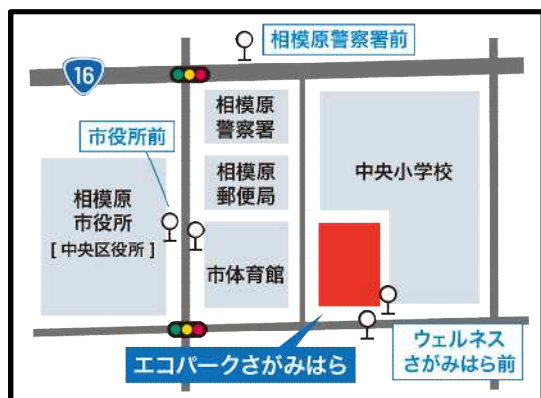 相模原警察署前
16
相模原
警察署
市役所前
中央小学校
相模原
郵便局
相模原
市役所
[ 中央区役所 ]
市体育館
エコパークさがみはら
ウェルネス
さがみはら前